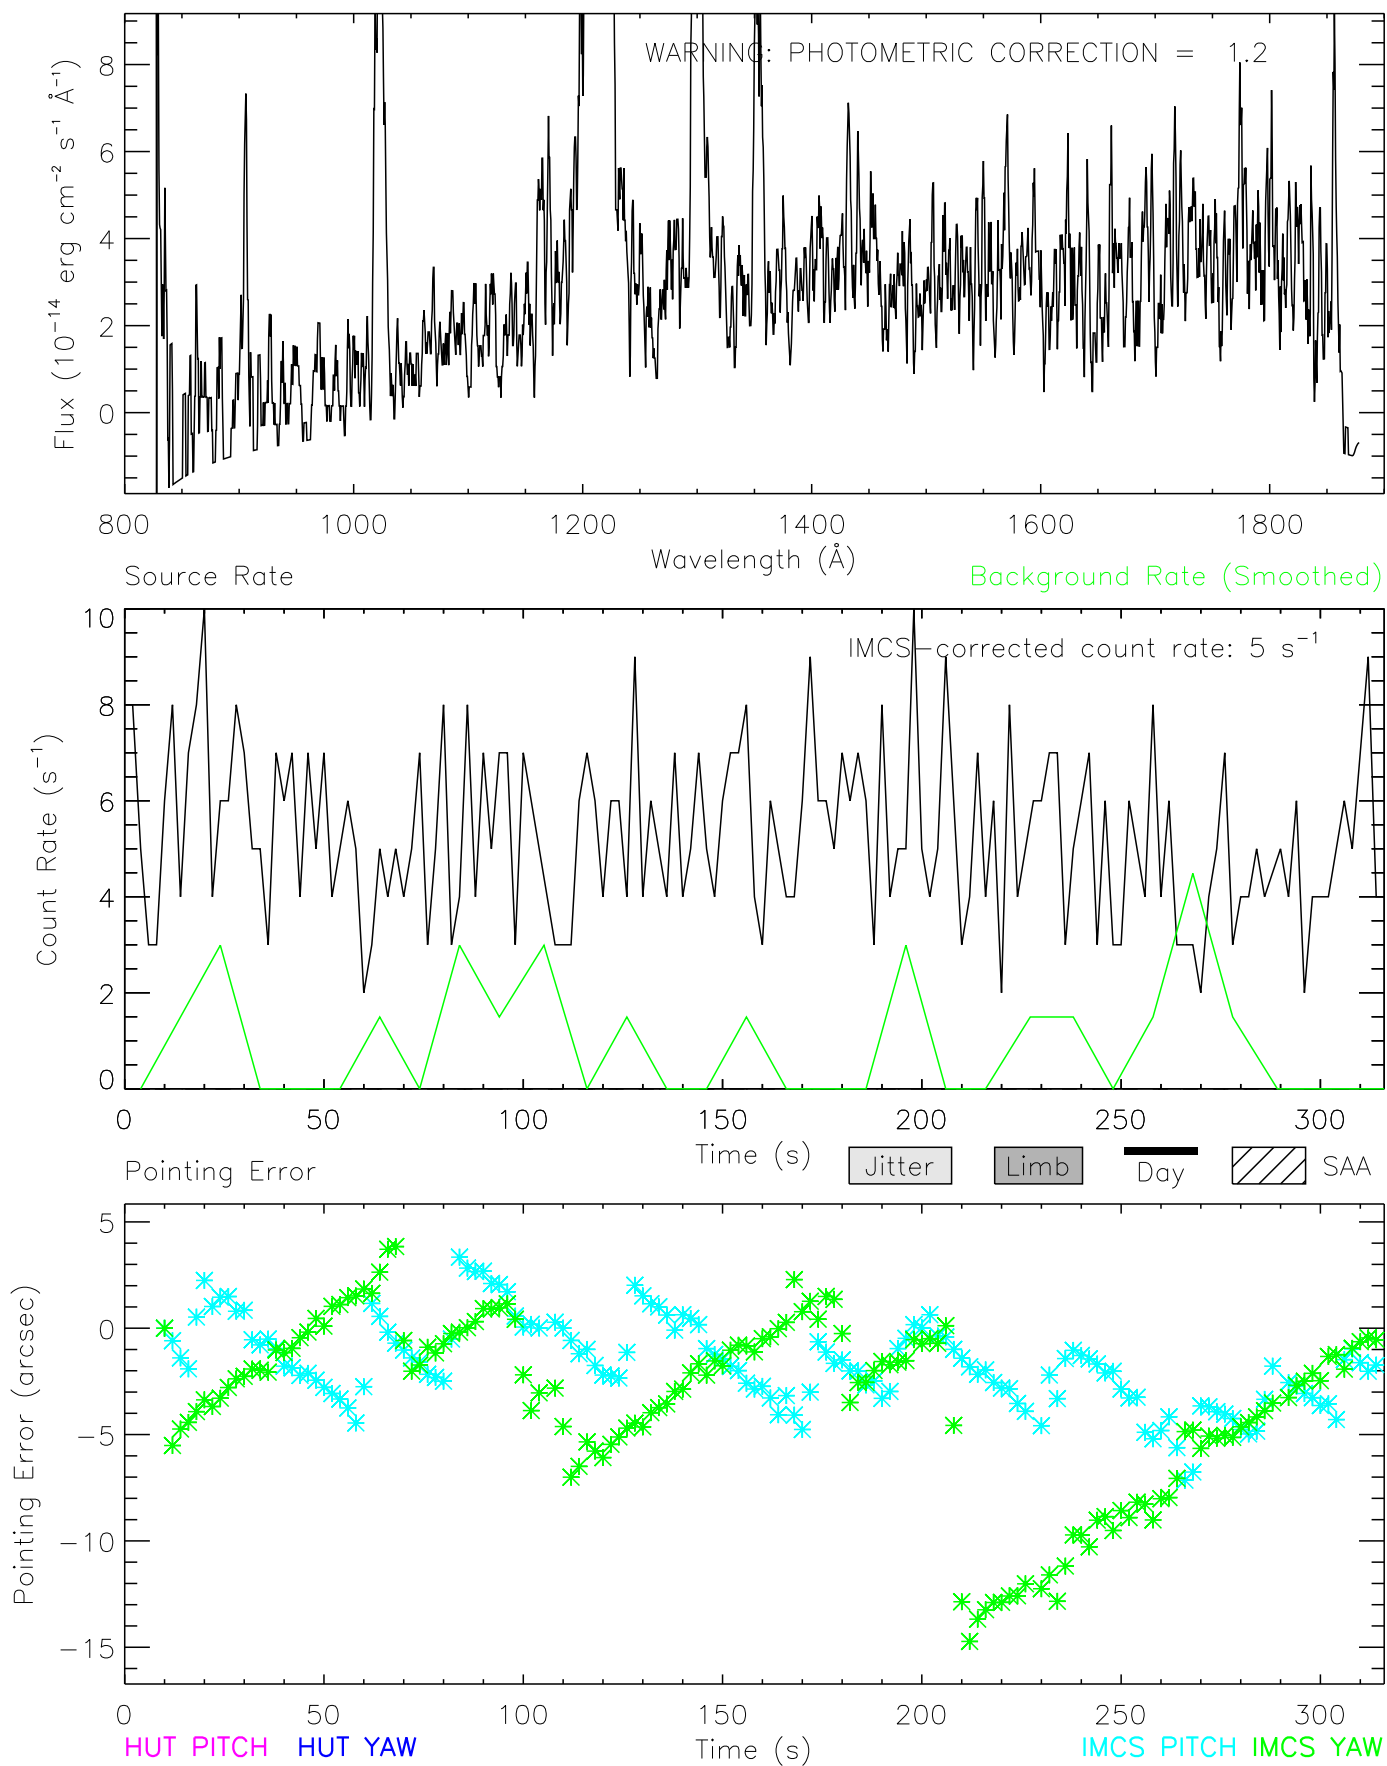 WARNING: PHOTOMETRIC CORRECTION = 1.2
Flux (10⁻¹⁴ erg cm⁻² s⁻¹ Å⁻¹)
8
6
4
2
0
800 1000 1200 1400 1600 1800
Wavelength (Å)
Source Rate
Background Rate (Smoothed)
IMCS-corrected count rate: 5 s⁻¹
Count Rate (s⁻¹)
10
8
6
4
2
0
0 50 100 150 200 250 300
Time (s)
Jitter
Limb
Day
SAA
Pointing Error
Pointing Error (arcsec)
5
0
-5
-10
-15
0 50 100 150 200 250 300
HUT PITCH HUT YAW
Time (s)
IMCS PITCH IMCS YAW